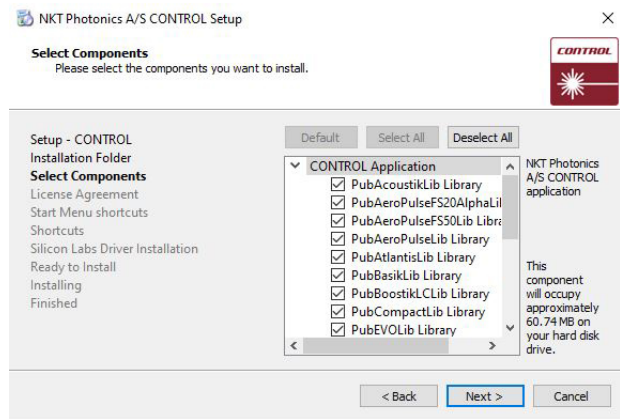 NKT Photonics A/S CONTROL Setup
Select Components
Please select the components you want to install.
CONTROL
Setup - CONTROL
Installation Folder
Select Components
License Agreement
Start Menu shortcuts
Shortcuts
Silicon Labs Driver Installation
Ready to Install
Installing
Finished
Default Select All Deselect All
CONTROL Application
PubAcoustikLib Library
PubAeroPulseFS20AlphaLil
PubAeroPulseFS50Lib Libra
PubAeroPulseLib Library
PubAtlantisLib Library
PubBasikLib Library
PubBoostikLCLib Library
PubCompactLib Library
PubEVOLib Library
NKT Photonics
A/S CONTROL
application
This
component
will occupy
approximately
60.74 MB on
your hard disk
drive.
< Back Next > Cancel